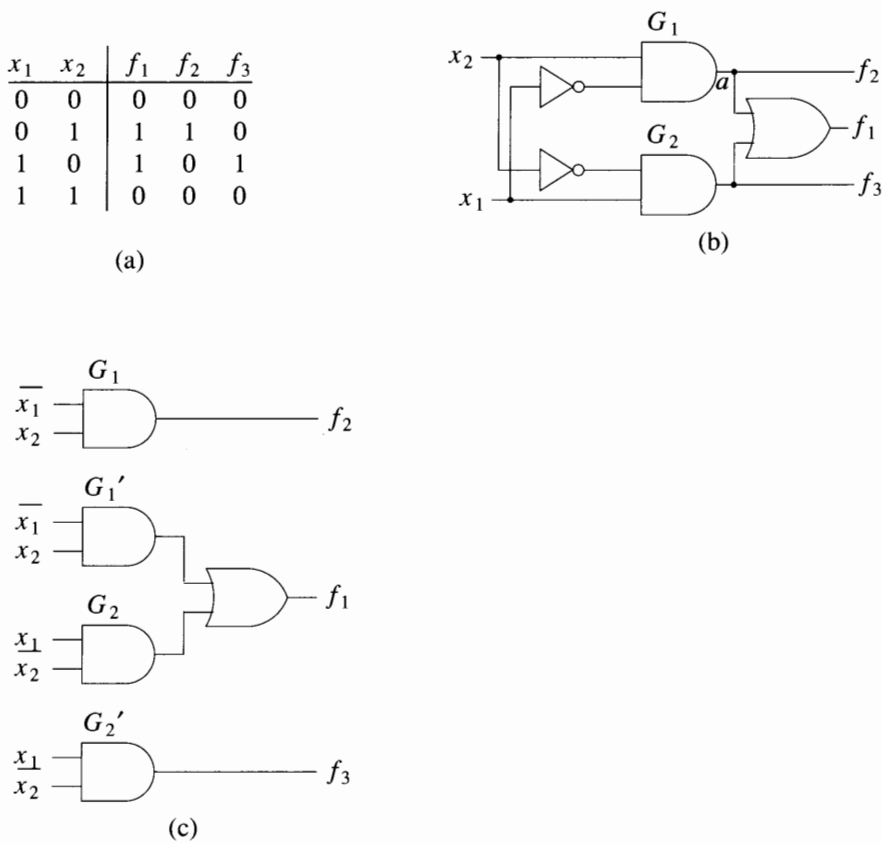 x₁ x₂ f₁ f₂ f₃
0 0 0 0 0
0 1 1 1 0
1 0 1 0 1
1 1 0 0 0
(a)
G₁
x₂
a
f₂
f₁
G₂
x₁
f₃
(b)
G₁
x̅₁
x₂
f₂
G₁′
x̅₁
x₂
f₁
G₂
x₁
x̅₂
G₂′
x₁
x̅₂
f₃
(c)